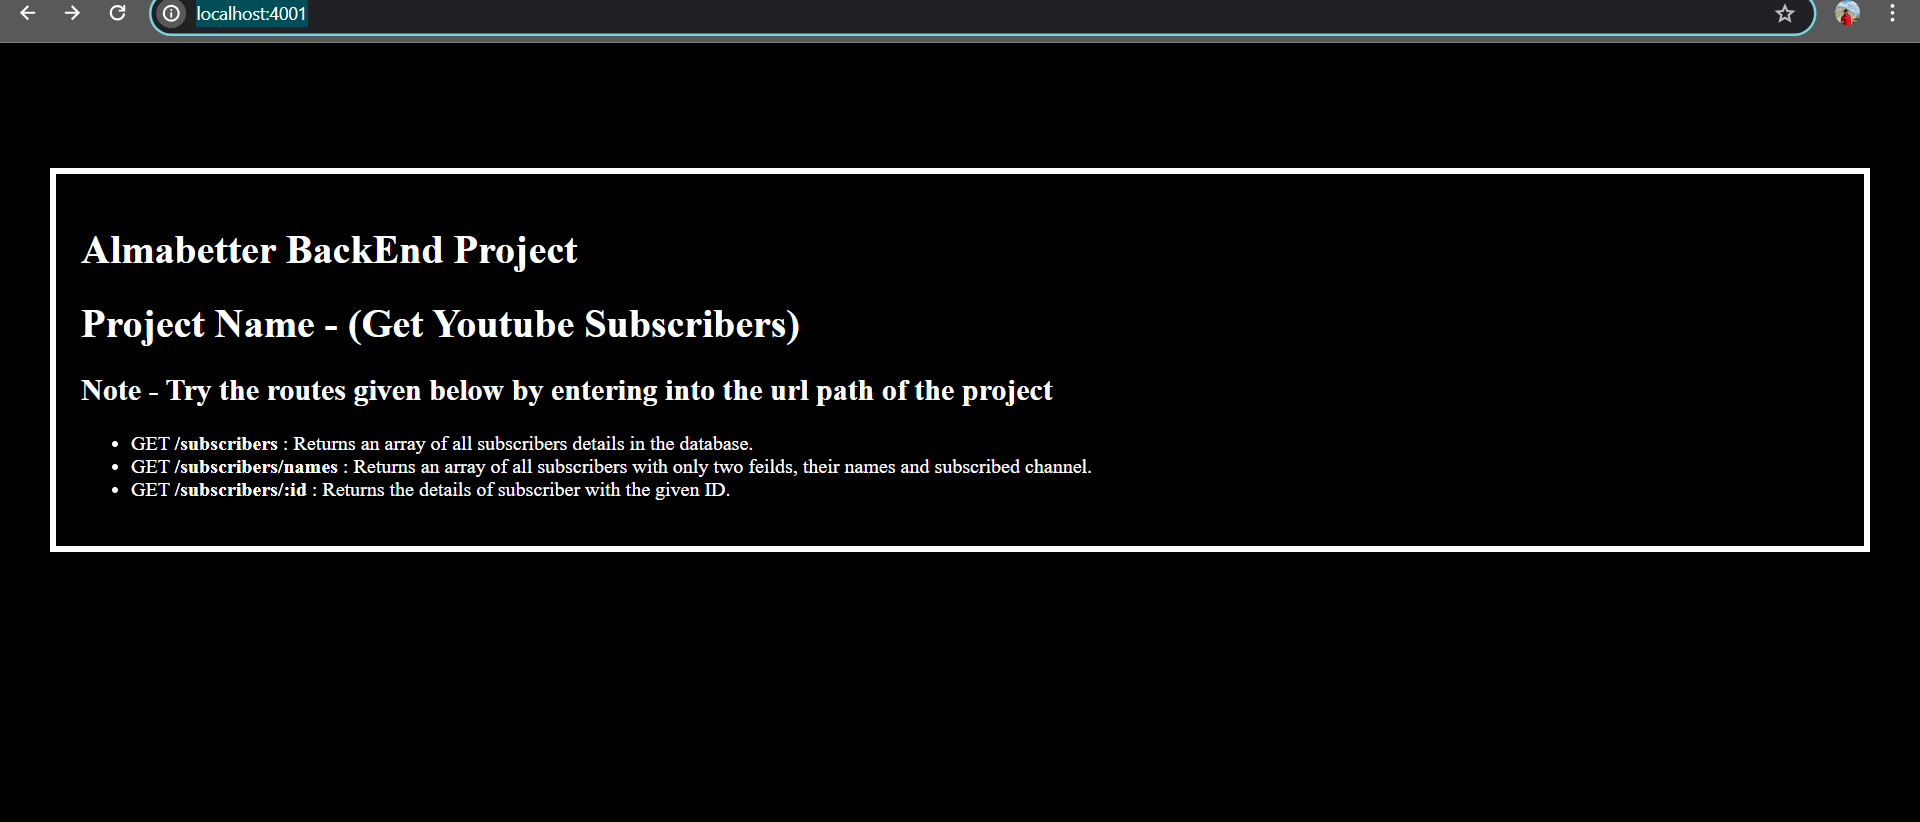 localhost:4001
Almabetter BackEnd Project
Project Name - (Get Youtube Subscribers)
Note - Try the routes given below by entering into the url path of the project
• GET /subscribers : Returns an array of all subscribers details in the database.
• GET /subscribers/names : Returns an array of all subscribers with only two feilds, their names and subscribed channel.
• GET /subscribers/:id : Returns the details of subscriber with the given ID.